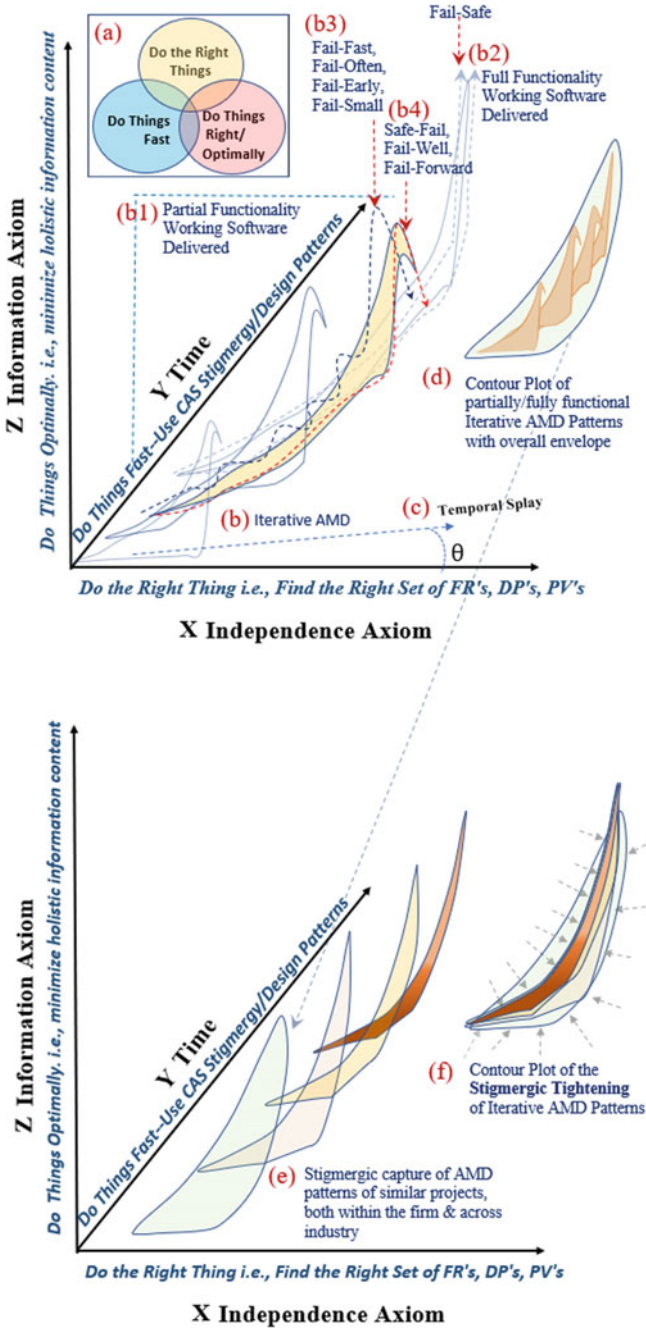 (a)
Do the Right
Things
Do Things
Fast
Do Things
Right/
Optimally
(b3)
Fail-Fast,
Fail-Often,
Fail-Early,
Fail-Small
Fail-Safe
(b2)
Full Functionality
Working Software
Delivered
(b4)
Safe-Fail,
Fail-Well,
Fail-Forward
(b1) Partial Functionality
Working Software
Delivered
Z Information Axiom
Do Things Optimally. i.e., minimize holistic information content
Y Time
Do Things Fast--Use CAS Stigmergy/Design Patterns
(d)
Contour Plot of
partially/fully functional
Iterative AMD Patterns
with overall envelope
(b) Iterative AMD
(c) Temporal Splay
θ
Do the Right Thing i.e., Find the Right Set of FR's, DP's, PV's
X Independence Axiom
Z Information Axiom
Do Things Optimally. i.e., minimize holistic information content
Y Time
Do Things Fast--Use CAS Stigmergy/Design Patterns
(f) Contour Plot of the
Stigmergic Tightening
of Iterative AMD Patterns
(e) Stigmergic capture of AMD
patterns of similar projects,
both within the firm & across
industry
Do the Right Thing i.e., Find the Right Set of FR's, DP's, PV's
X Independence Axiom